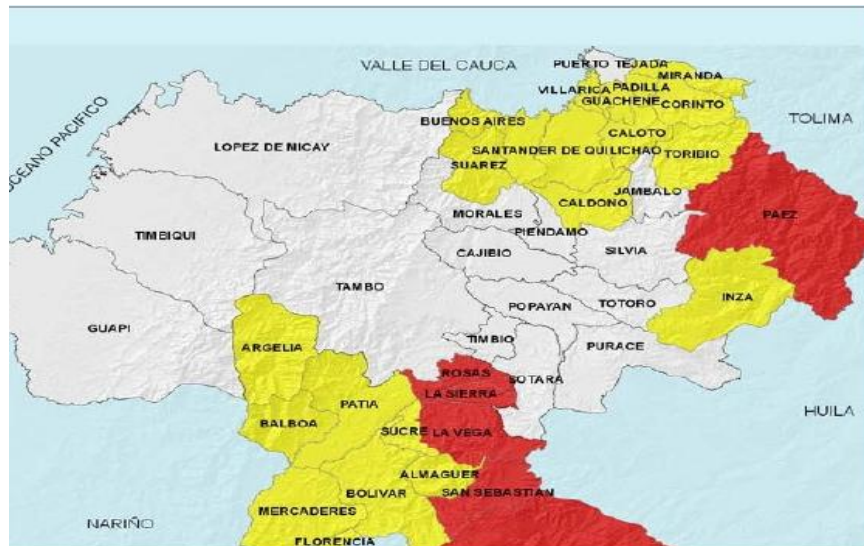 VALLE DEL CAUCA
PUERTO TEJADA
MIRANDA
VILLARICA
PADILLA
GUACHENE
CORINTO
OCEANO PACIFICO
TOLIMA
BUENOS AIRES
CALOTO
LOPEZ DE NICAY
SANTANDER DE QUILICHAO
TORIBIO
SUAREZ
JAMBALO
CALDONO
MORALES
PAEZ
PIENDAMO
TIMBIQUI
SILVIA
CAJIBIO
TAMBO
INZA
POPAYAN
TOTORO
GUAPI
TIMBIO
PURACE
ARGELIA
ROSAS
SOTARÁ
LA SIERRA
PATIA
HUILA
BALBOA
SUCRE
LA VEGA
ALMAGUER
BOLIVAR
SAN SEBASTIAN
MERCADERES
NARIÑO
FLORENCIA